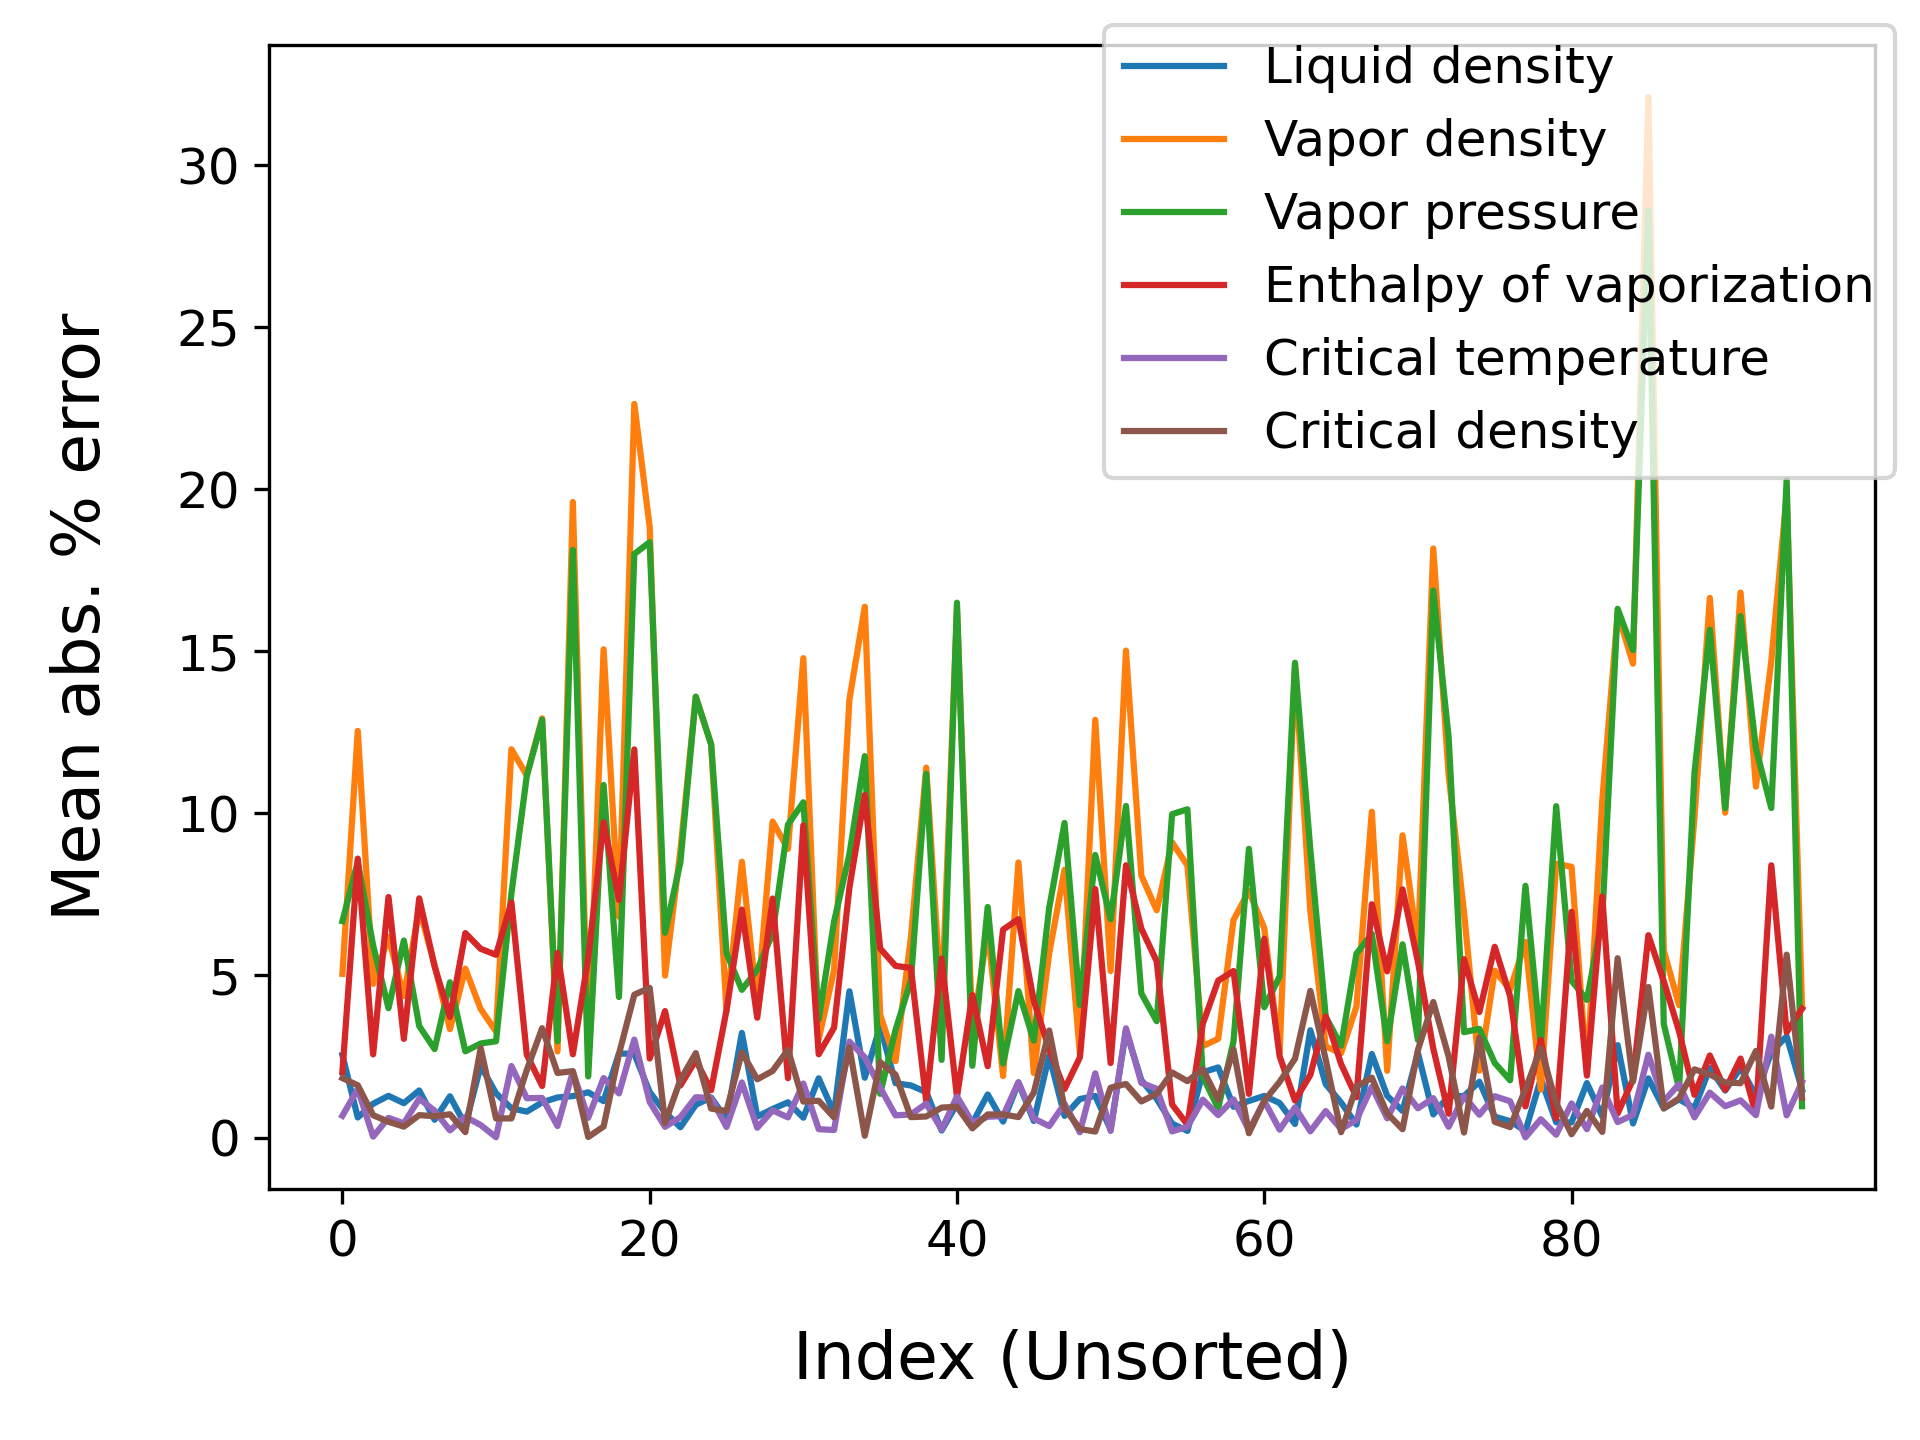 Liquid density
Vapor density
Vapor pressure
Enthalpy of vaporization
Critical temperature
Critical density
Mean abs. % error
30
25
20
15
10
5
0
0 20 40 60 80
Index (Unsorted)